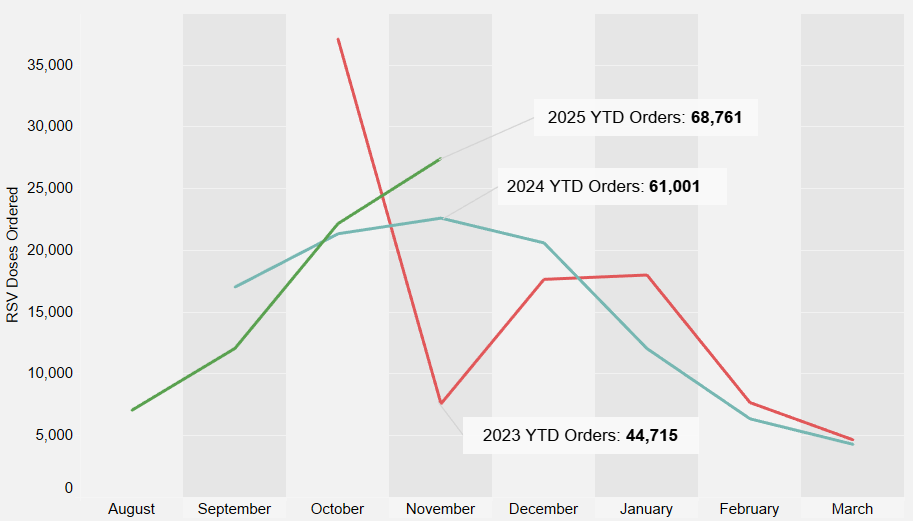 35,000
30,000
25,000
20,000
15,000
10,000
5,000
0
RSV Doses Ordered
2025 YTD Orders: 68,761
2024 YTD Orders: 61,001
2023 YTD Orders: 44,715
August September October November December January February March